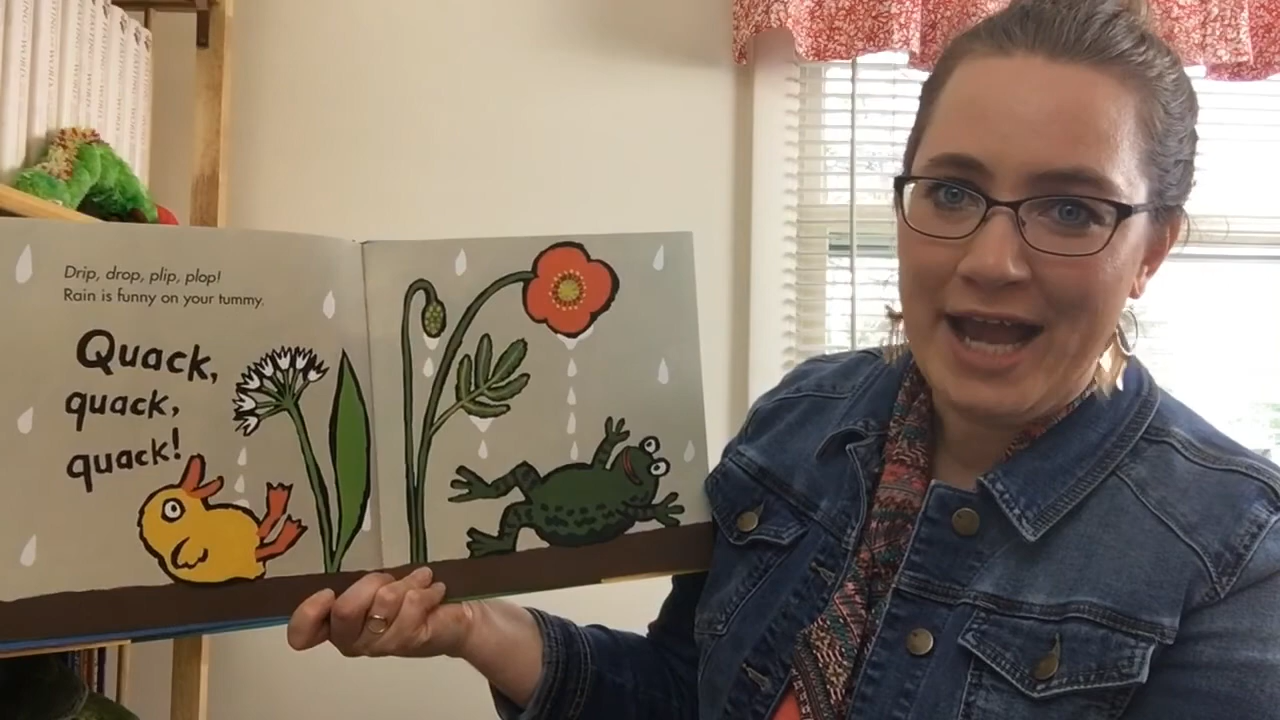 Drip, drop, plip, plop!
Rain is funny on your tummy.
Quack,
quack,
quack!